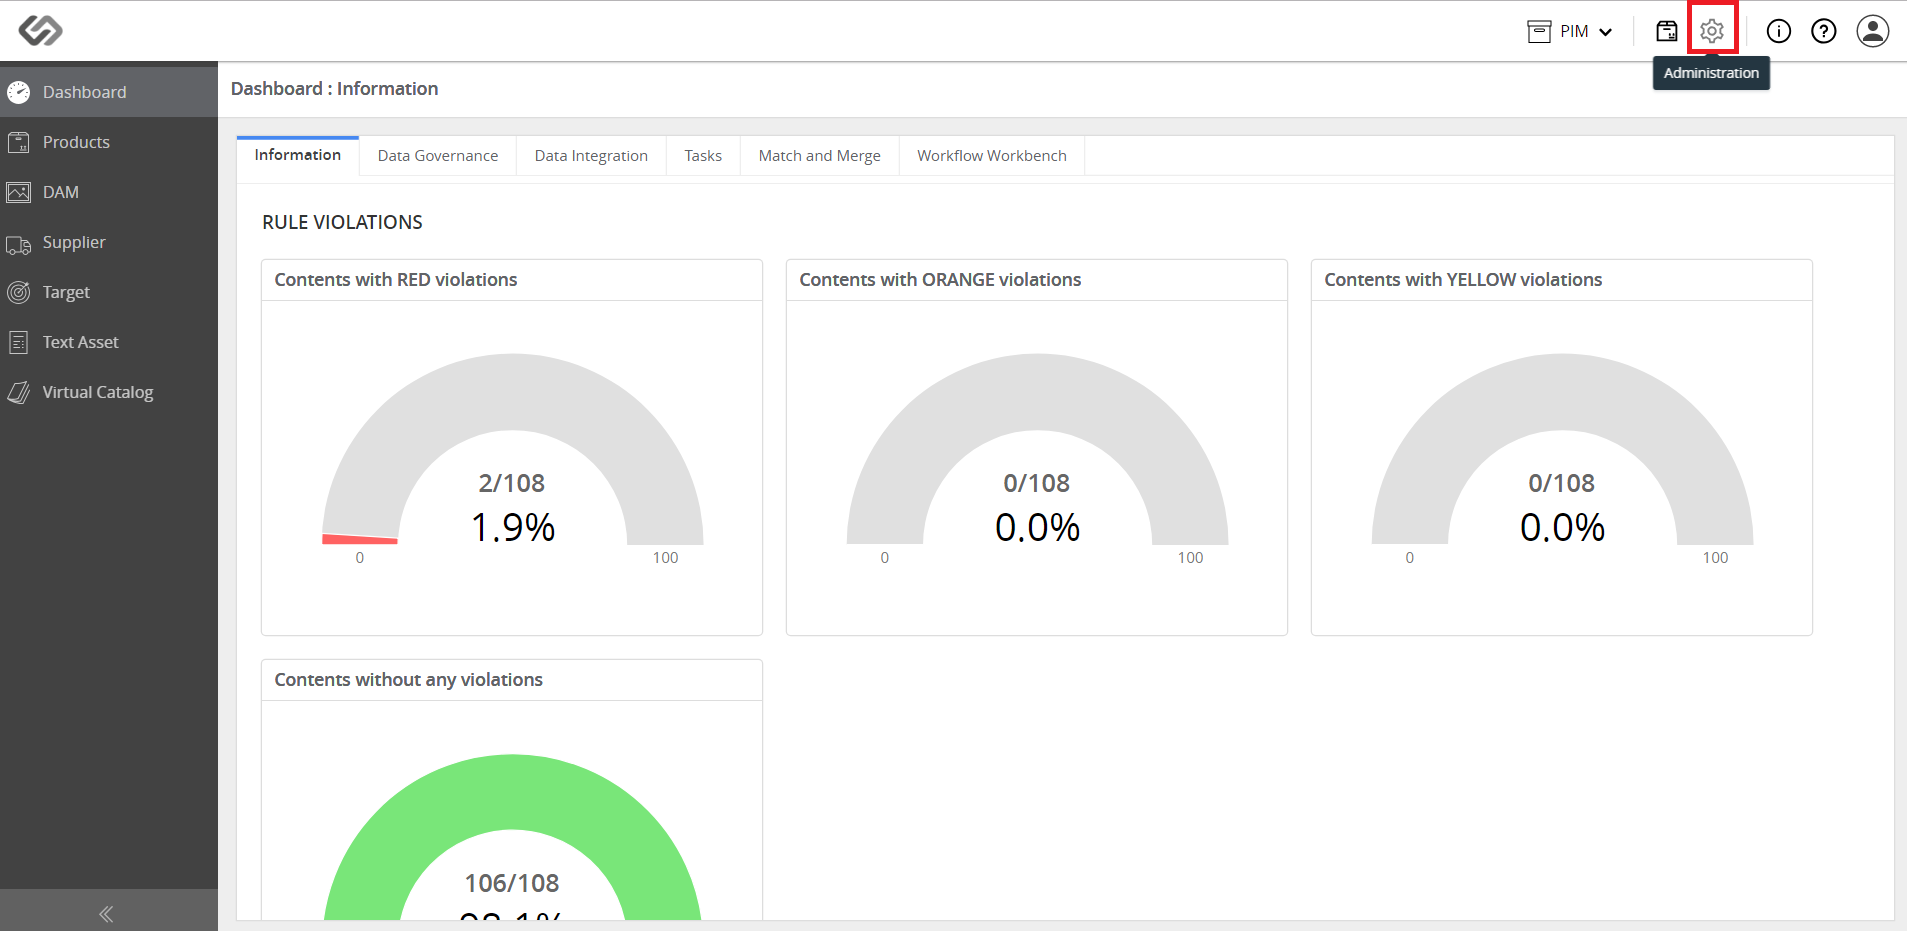 PIM
Administration
Dashboard
Products
DAM
Supplier
Target
Text Asset
Virtual Catalog
Dashboard : Information
Information
Data Governance
Data Integration
Tasks
Match and Merge
Workflow Workbench
RULE VIOLATIONS
Contents with RED violations
2/108
1.9%
0
100
Contents with ORANGE violations
0/108
0.0%
0
100
Contents with YELLOW violations
0/108
0.0%
0
100
Contents without any violations
106/108
98.1%